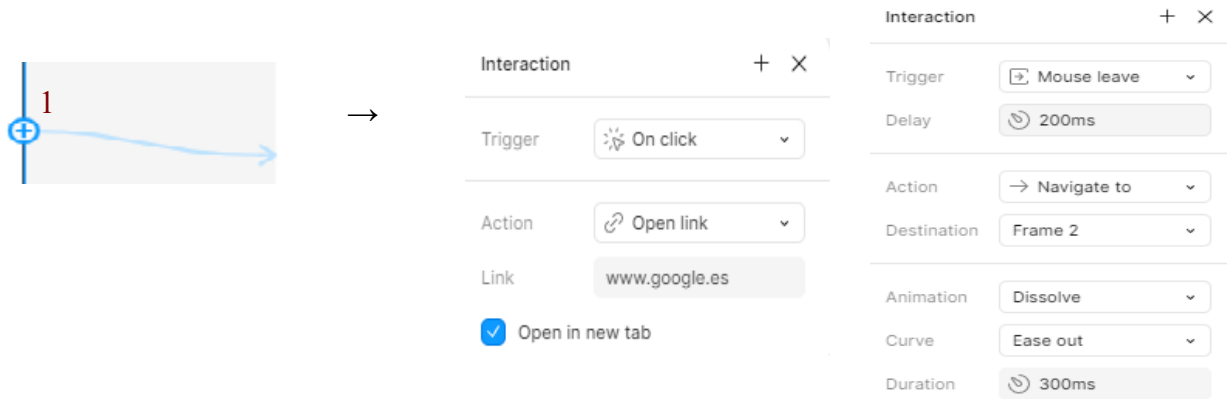 1
→
Interaction
Trigger On click
Action Open link
Link www.google.es
Open in new tab
Interaction
Trigger Mouse leave
Delay 200ms
Action Navigate to
Destination Frame 2
Animation Dissolve
Curve Ease out
Duration 300ms